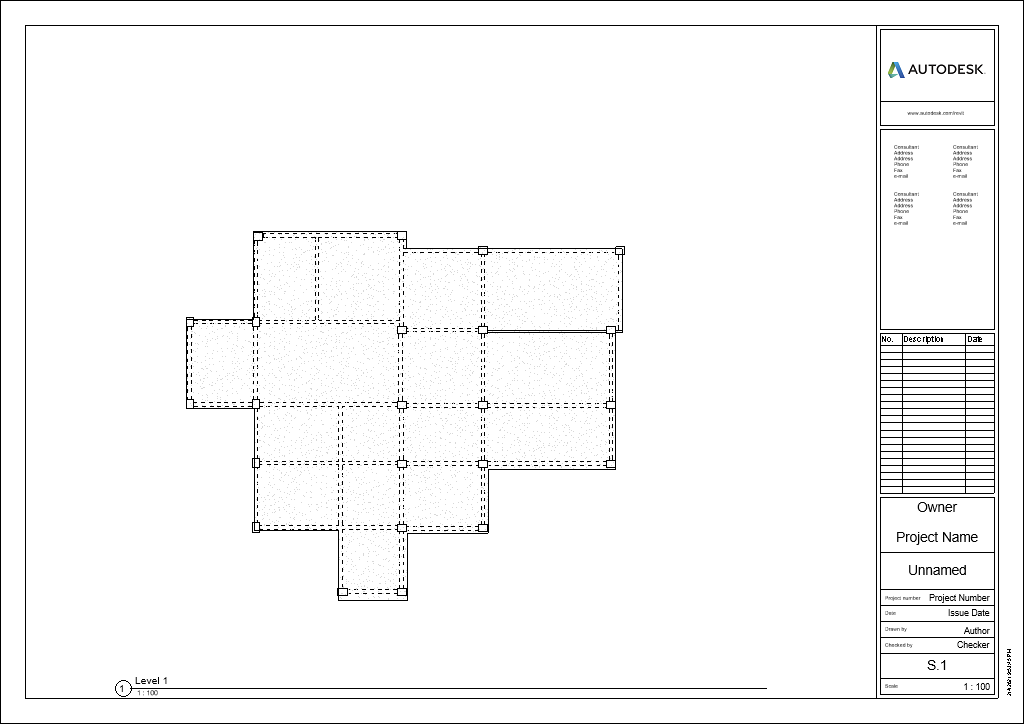 AUTODESK.
www.autodesk.com/revit
Consultant
Address
Address
Phone
Fax
e-mail
Consultant
Address
Address
Phone
Fax
e-mail
Consultant
Address
Address
Phone
Fax
e-mail
Consultant
Address
Address
Phone
Fax
e-mail
No. Description Date
Owner
Project Name
Unnamed
Project number Project Number
Date Issue Date
Drawn by Author
Checked by Checker
S.1
Scale 1 : 100
1 Level 1
1 : 100